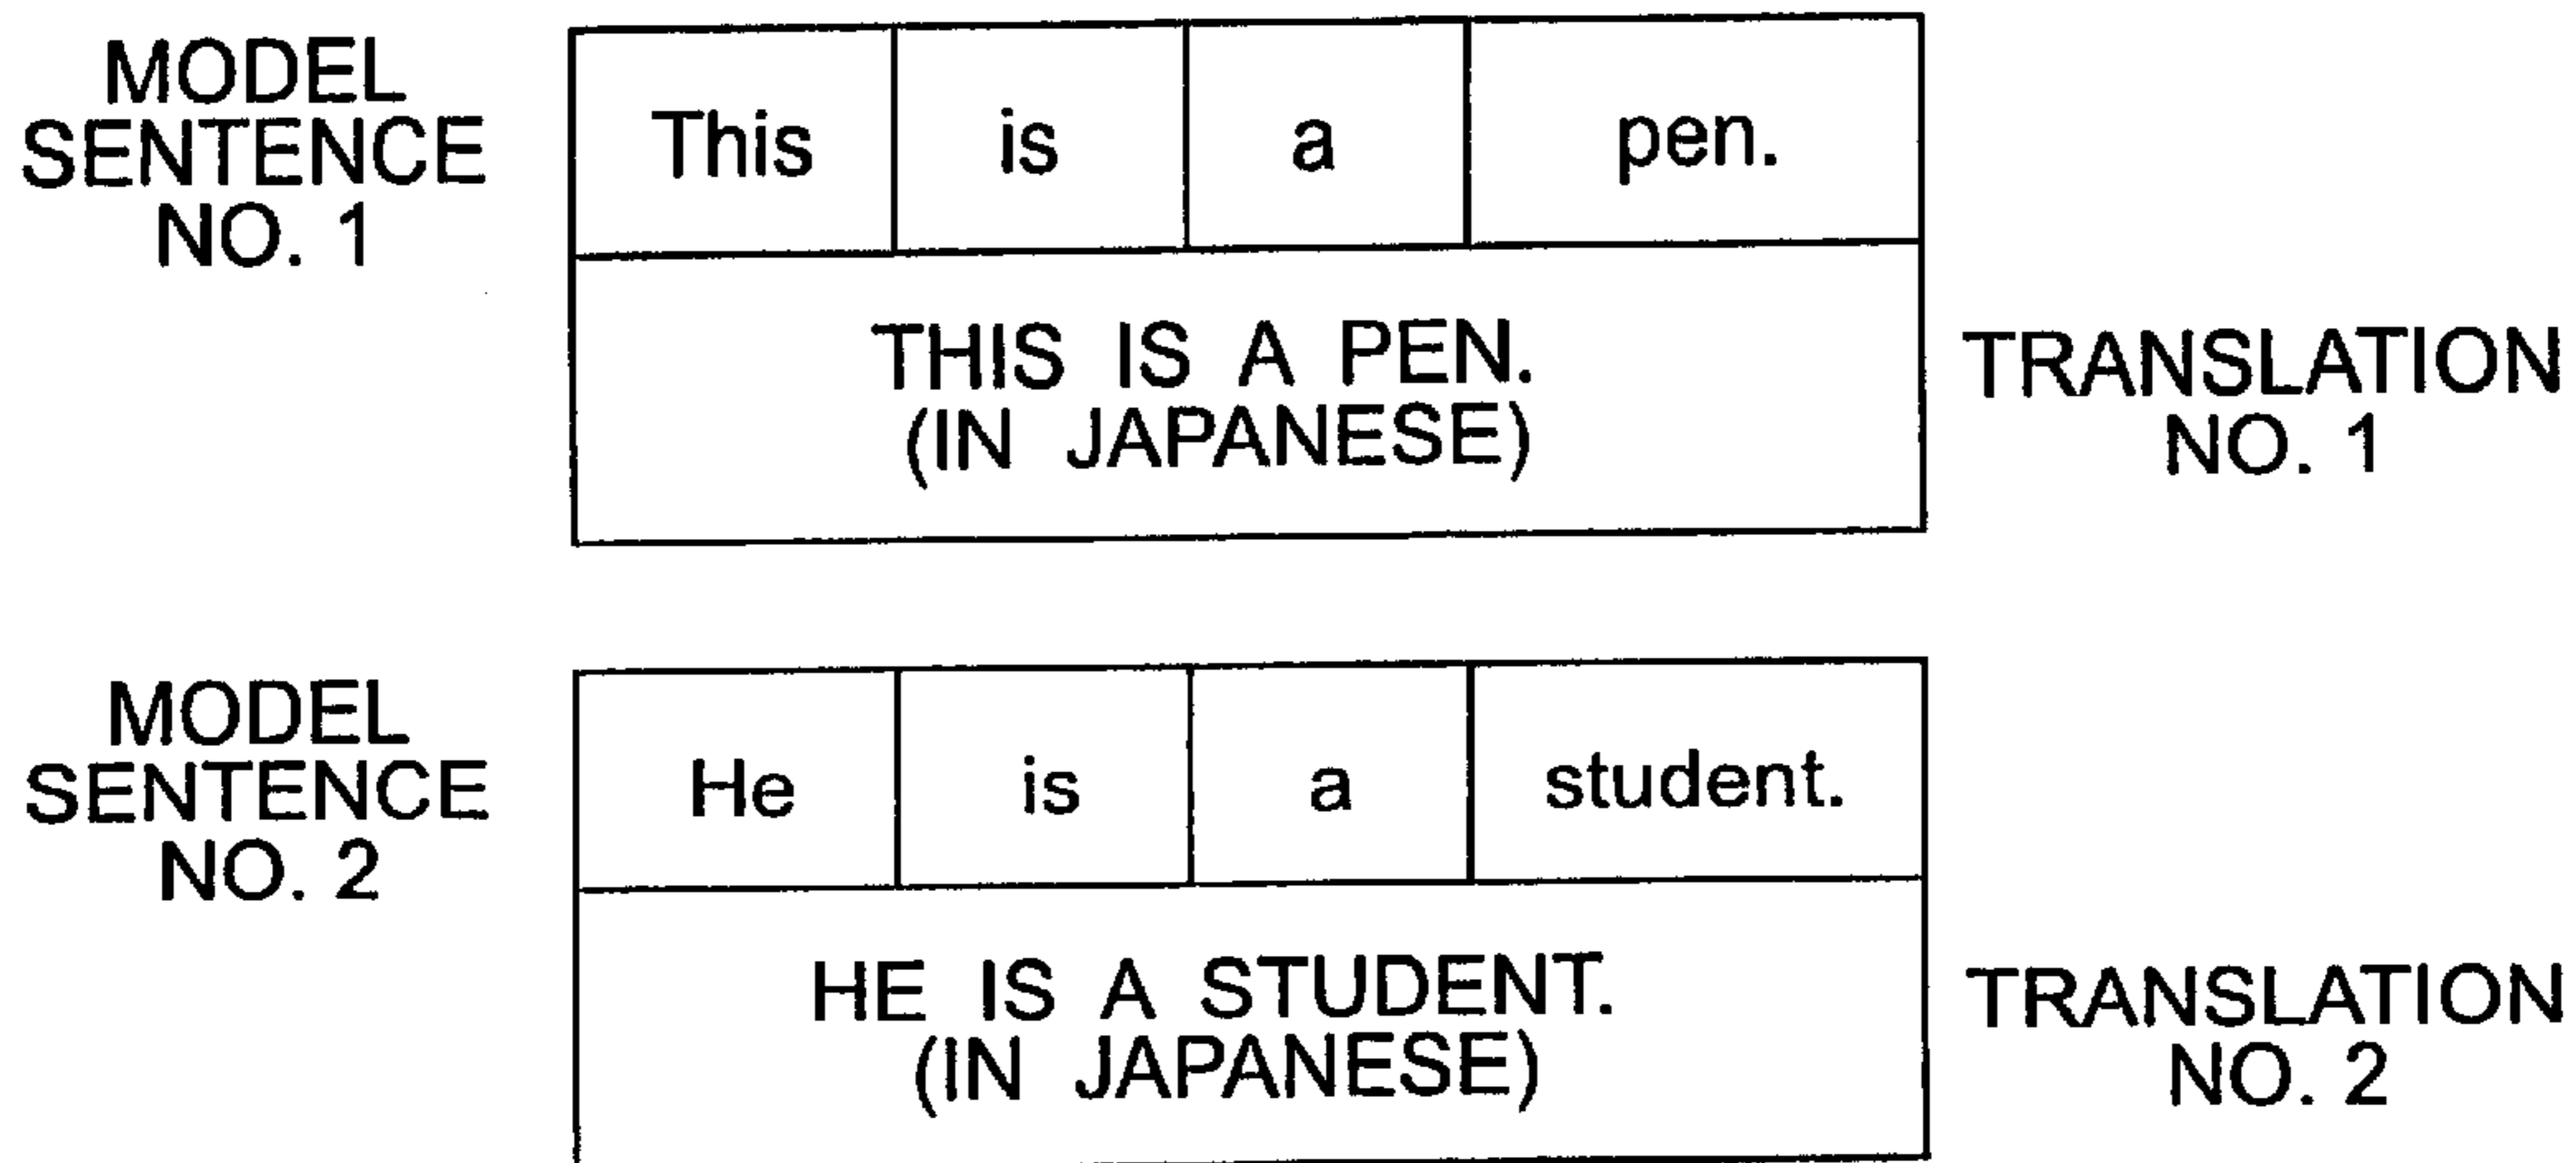 MODEL
SENTENCE
NO. 1
This is a pen.
THIS IS A PEN.
(IN JAPANESE)
TRANSLATION
NO. 1
MODEL
SENTENCE
NO. 2
He is a student.
HE IS A STUDENT.
(IN JAPANESE)
TRANSLATION
NO. 2